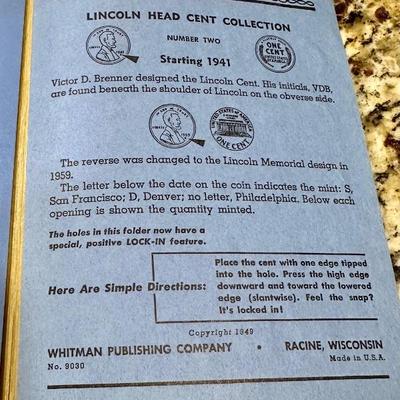 LINCOLN HEAD CENT COLLECTION
NUMBER TWO
Starting 1941
ONE
CENT
Victor D. Brenner designed the Lincoln Cent. His initials, VDB,
are found beneath the shoulder of Lincoln on the obverse side.
ONE CENT
The reverse was changed to the Lincoln Memorial design in
1959.
The letter below the date on the coin indicates the mint: S,
San Francisco; D, Denver; no letter, Philadelphia. Below each
opening is shown the quantity minted.
The holes in this folder now have a
special, positive LOCK-IN feature.
Here Are Simple Directions:
Place the cent with one edge tipped
into the hole. Press the high edge
downward and toward the lowered
edge (slantwise). Feel the snap?
It's locked in!
Copyright 1949
WHITMAN PUBLISHING COMPANY • RACINE, WISCONSIN
No. 9030 Made in U.S.A.